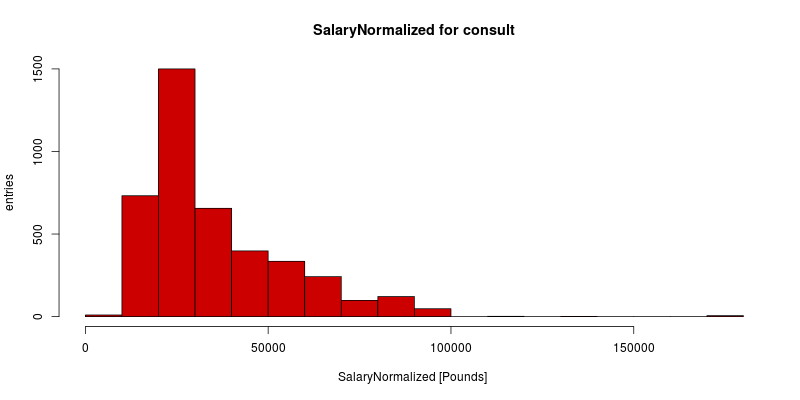 SalaryNormalized for consult
entries
1500
1000
500
0
0 50000 100000 150000
SalaryNormalized [Pounds]